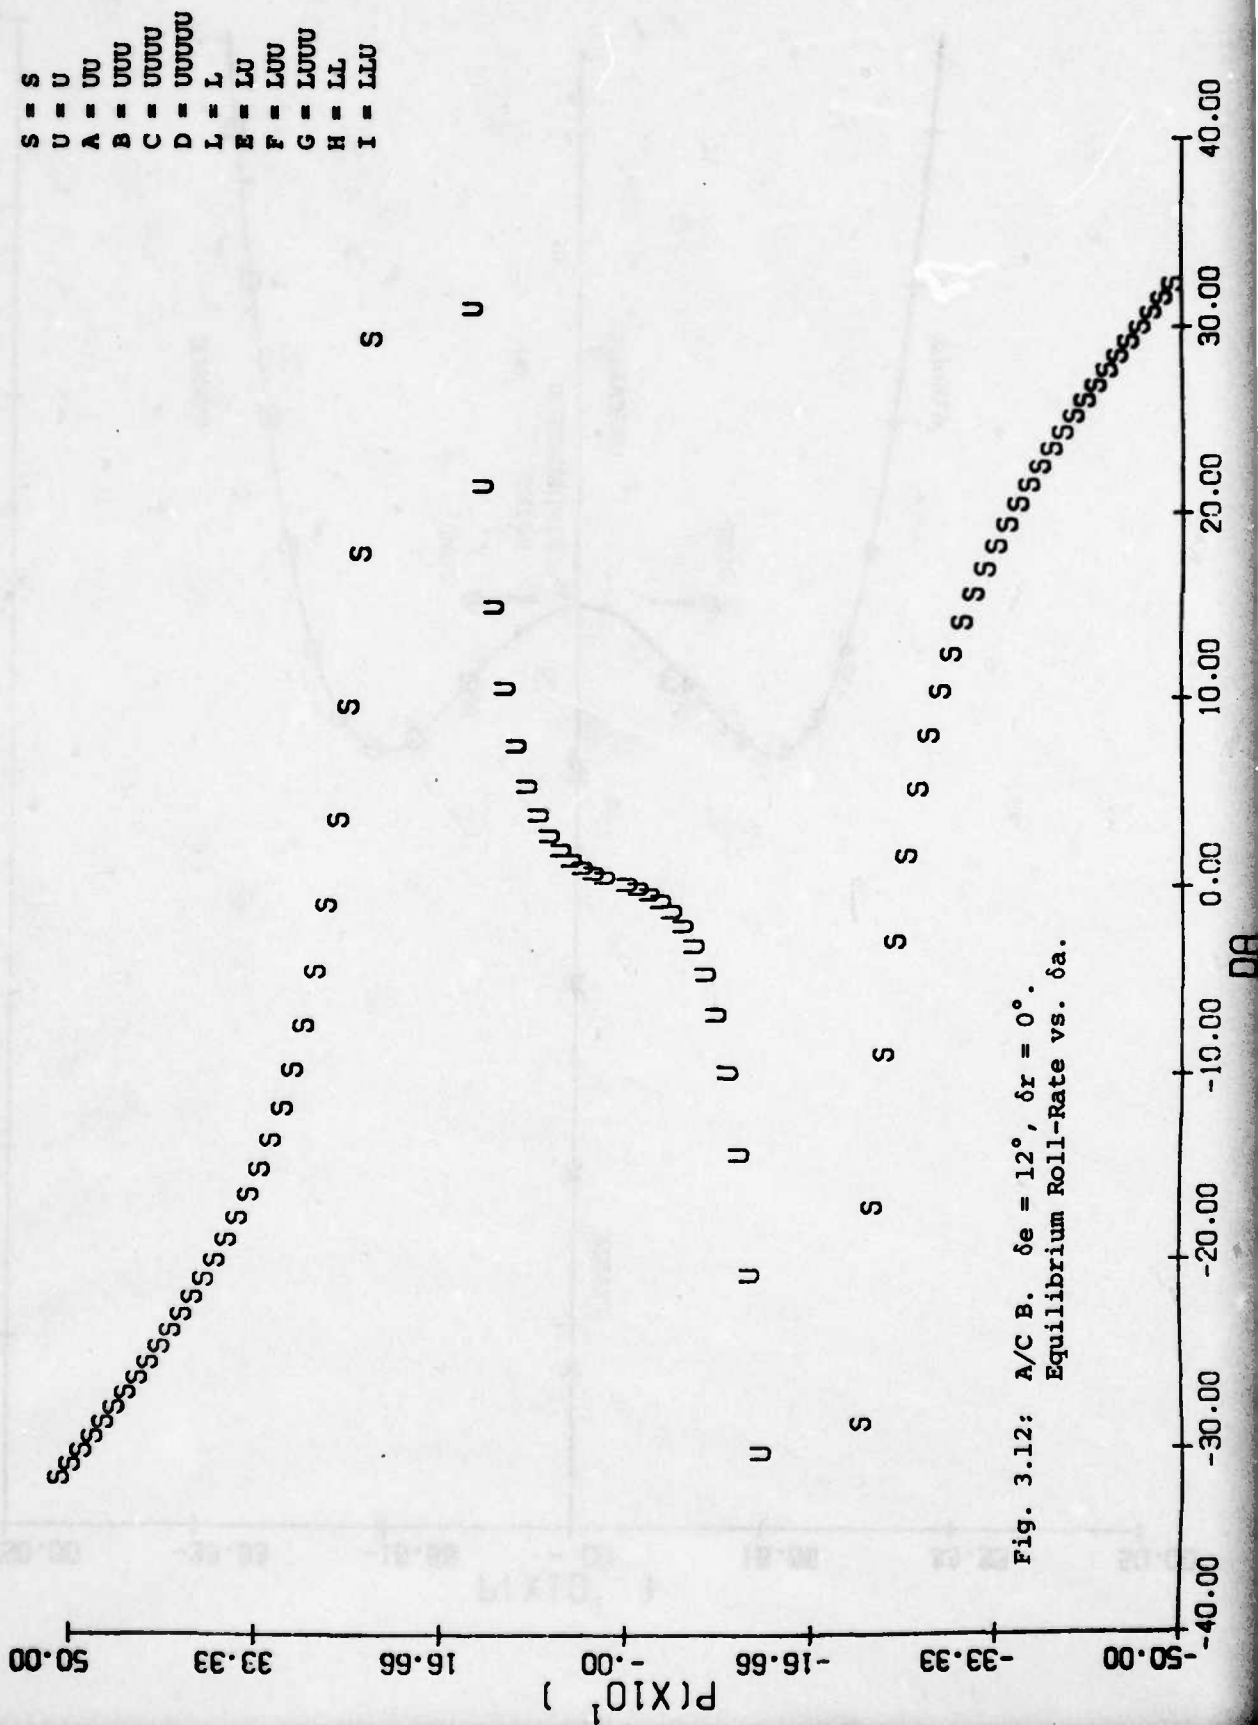 S = S
U = U
A = UU
B = UUU
C = UUUU
D = UUUUU
L = L
E = LU
F = LUU
G = LUUU
H = LL
I = LLU
P(X10¹ )
50.00
33.33
16.66
-.00
-16.66
-33.33
-50.00
-40.00
-30.00
-20.00
-10.00
0.00
10.00
20.00
30.00
40.00
DA
Fig. 3.12: A/C B. δe = 12°, δr = 0°.
Equilibrium Roll-Rate vs. δa.